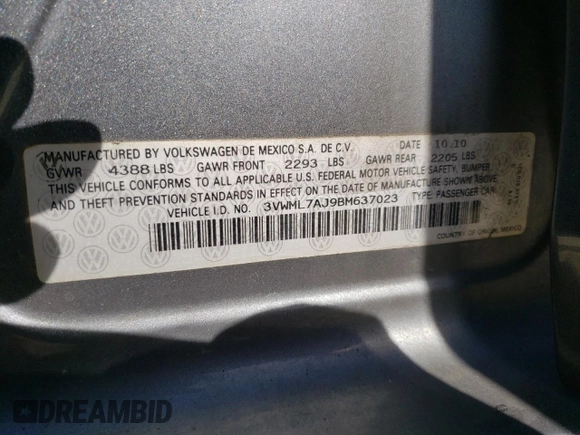 MANUFACTURED BY VOLKSWAGEN DE MEXICO S.A. DE C.V. DATE 10.10
GVWR 4388 LBS GAWR FRONT 2293 LBS GAWR REAR 2205 LBS
THIS VEHICLE CONFORMS TO ALL APPLICABLE U.S. FEDERAL MOTOR VEHICLE SAFETY, BUMPER,
AND THEFT PREVENTION STANDARDS IN EFFECT ON THE DATE OF MANUFACTURE SHOWN ABOVE.
VEHICLE I.D. NO. 3VWML7AJ9BM637023 TYPE: PASSENGER CAR
COUNTRY OF ORIGIN, MEXICO
DREAMBID